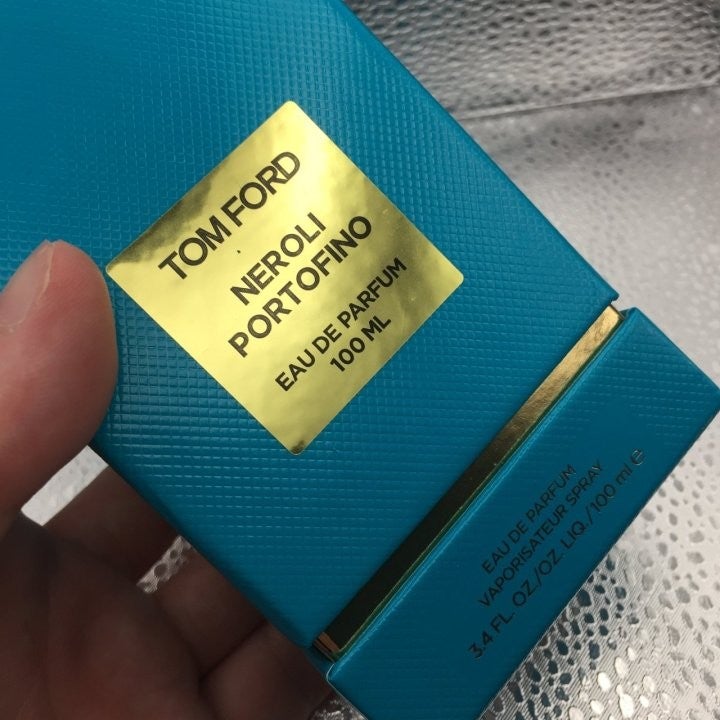 TOM FORD
NEROLI
PORTOFINO
EAU DE PARFUM
100 ML
EAU DE PARFUM
VAPORISATEUR SPRAY
3.4 FL. OZ./OZ. LIQ./100 ml ℮